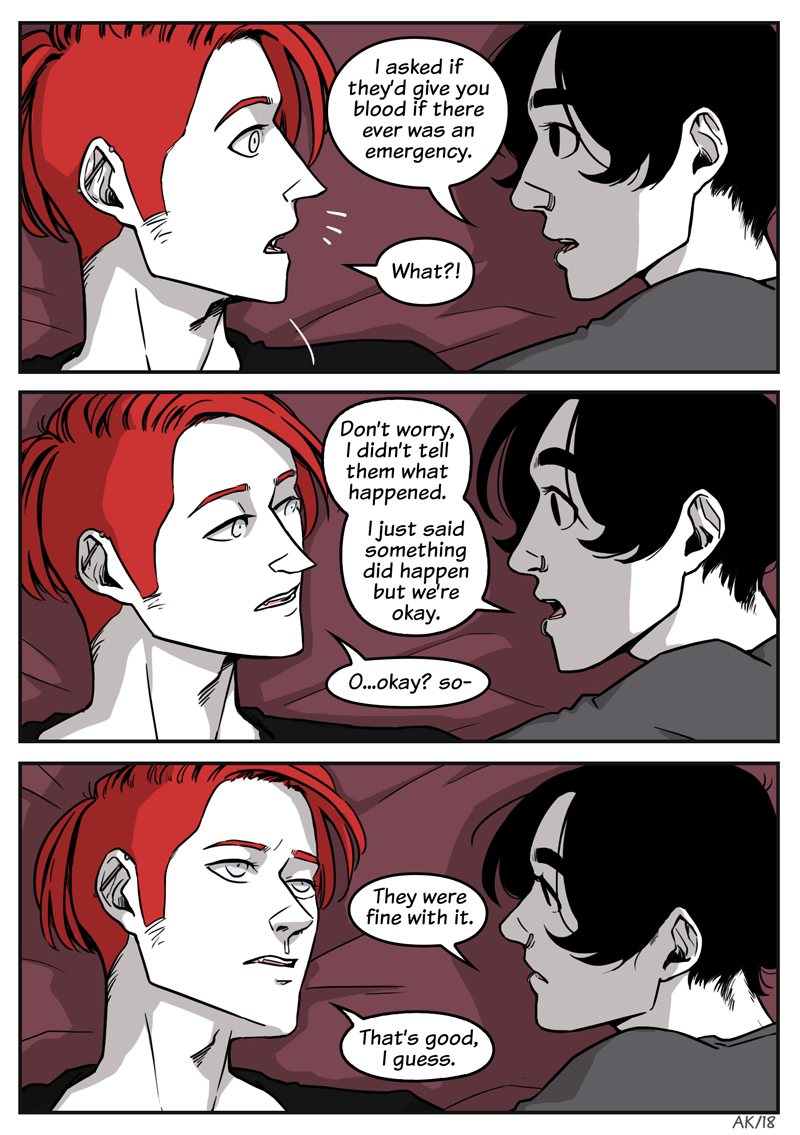 I asked if
they'd give you
blood if there
ever was an
emergency.
What?!
Don't worry,
I didn't tell
them what
happened.
I just said
something
did happen
but we're
okay.
O...okay? so-
They were
fine with it.
That's good,
I guess.
AK/18